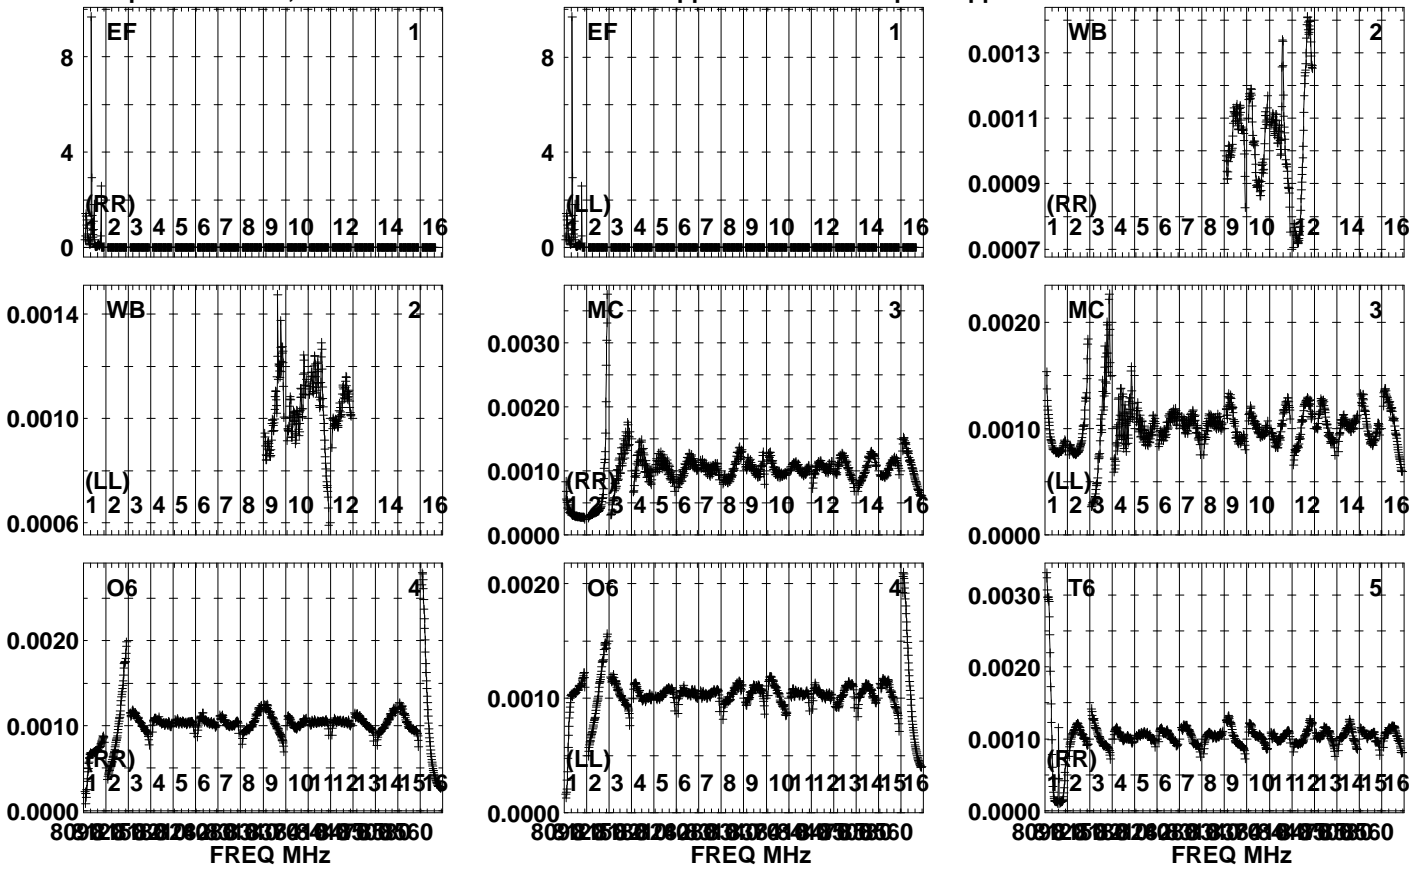 EF 1
8
4
0
(RR)
2 3 4 5 6 7 8 9 10 12 14 16
EF 1
8
4
0
(LL)
2 3 4 5 6 7 8 9 10 12 14 16
WB 2
0.0013
0.0011
0.0009
0.0007
(RR)
1 2 3 4 5 6 7 8 9 10 12 14 16
WB 2
0.0014
0.0010
0.0006
(LL)
1 2 3 4 5 6 7 8 9 10 12 14 16
MC 3
0.0030
0.0020
0.0010
0.0000
(RR)
1 2 3 4 5 6 7 8 9 10 12 14 16
MC 3
0.0020
0.0010
0.0000
(LL)
1 2 3 4 5 6 7 8 9 10 12 14 16
O6 4
0.0020
0.0010
0.0000
(RR)
1 2 3 4 5 6 7 8 9 10 11 12 13 14 15 16
FREQ MHz
O6 4
0.0020
0.0010
0.0000
(LL)
1 2 3 4 5 6 7 8 9 10 11 12 13 14 15 16
FREQ MHz
T6 5
0.0030
0.0020
0.0010
0.0000
(RR)
1 2 3 4 5 6 7 8 9 10 11 12 13 14 15 16
FREQ MHz